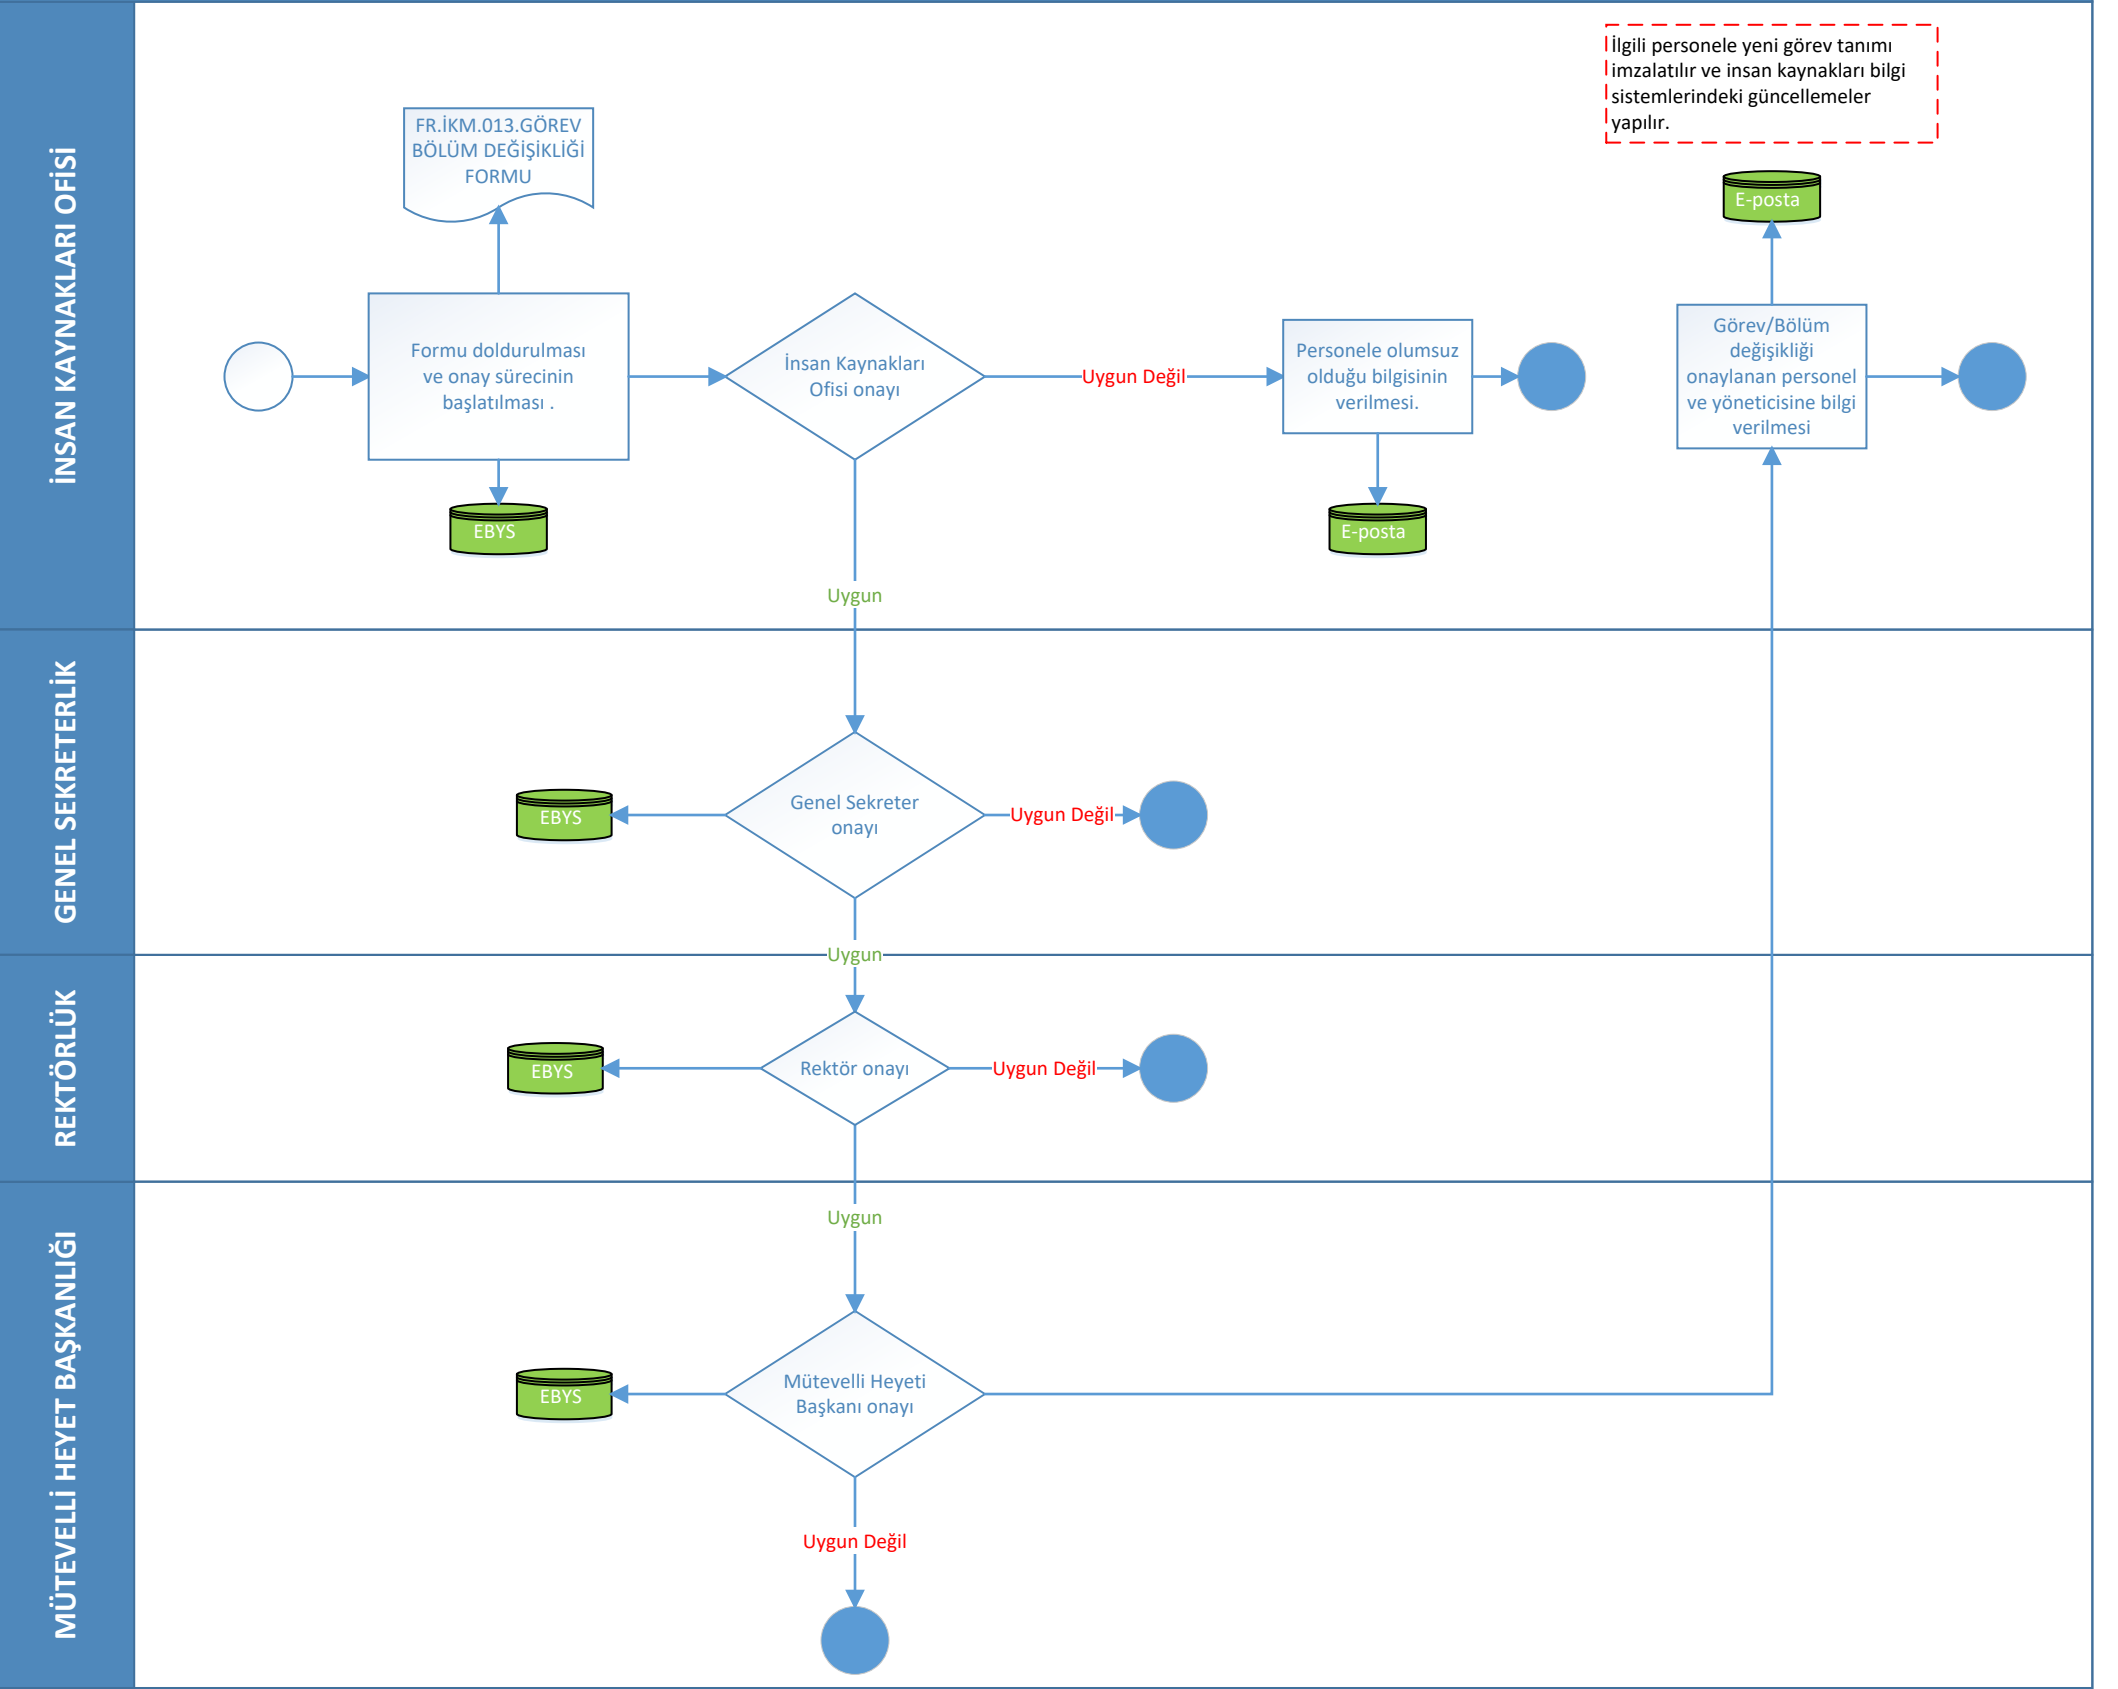 İNSAN KAYNAKLARI OFİSİ
İlgili personele yeni görev tanımı
imzalatılır ve insan kaynakları bilgi
sistemlerindeki güncellemeler
yapılır.
FR.İKM.013.GÖREV
BÖLÜM DEĞİŞİKLİĞİ
FORMU
E-posta
Formu doldurulması
ve onay sürecinin
başlatılması .
İnsan Kaynakları
Ofisi onayı
Uygun Değil
Personele olumsuz
olduğu bilgisinin
verilmesi.
Görev/Bölüm
değişikliği
onaylanan personel
ve yöneticisine bilgi
verilmesi
EBYS
E-posta
Uygun
GENEL SEKRETERLİK
EBYS
Genel Sekreter
onayı
Uygun Değil
Uygun
REKTÖRLÜK
EBYS
Rektör onayı
Uygun Değil
Uygun
MÜTEVELLİ HEYET BAŞKANLIĞI
EBYS
Mütevelli Heyeti
Başkanı onayı
Uygun Değil